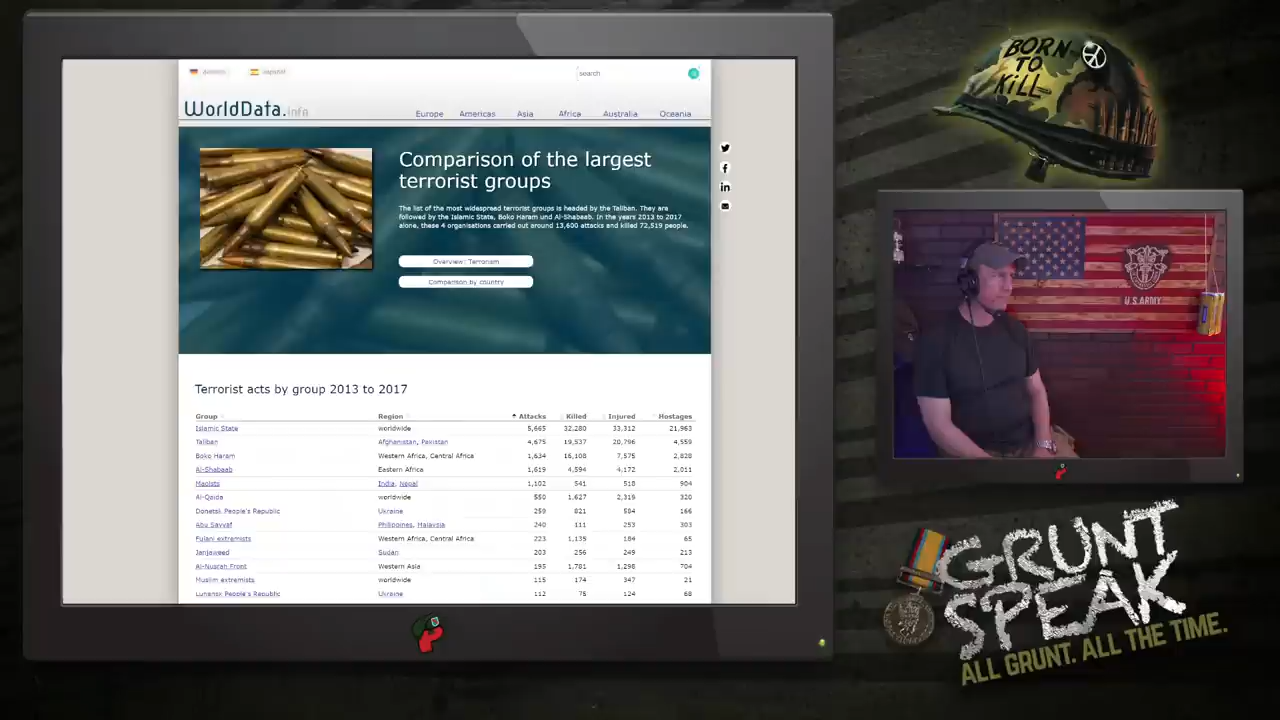 Deutsch
Español
search
WorldData.info
Europe Americas Asia Africa Australia Oceania
Comparison of the largest
terrorist groups
The list of the most widespread terrorist groups is headed by the Taliban. They are
followed by the Islamic State, Boko Haram und Al-Shabaab. In the years 2013 to 2017
alone, these 4 organisations carried out around 13,600 attacks and killed 72,519 people.
Overview: Terrorism
Comparison by country
Terrorist acts by group 2013 to 2017
Group Region Attacks Killed Injured Hostages
Islamic State worldwide 5,665 32,280 33,312 21,963
Taliban Afghanistan, Pakistan 4,675 19,537 20,796 4,559
Boko Haram Western Africa, Central Africa 1,634 16,108 7,575 2,828
Al-Shabaab Eastern Africa 1,619 4,594 4,172 2,011
Maoists India, Nepal 1,102 541 518 904
Al-Qaida worldwide 550 1,627 2,319 320
Donetsk People's Republic Ukraine 259 821 584 166
Abu Sayyaf Philippines, Malaysia 240 111 253 303
Fulani extremists Western Africa, Central Africa 223 1,135 184 65
Janjaweed Sudan 203 256 249 213
Al-Nusrah Front Western Asia 195 1,781 1,298 704
Muslim extremists worldwide 115 174 347 21
Luhansk People's Republic Ukraine 112 75 124 68
BORN
TO
KILL
U.S. ARMY
GRUNT
SPEAK
ALL GRUNT. ALL THE TIME.